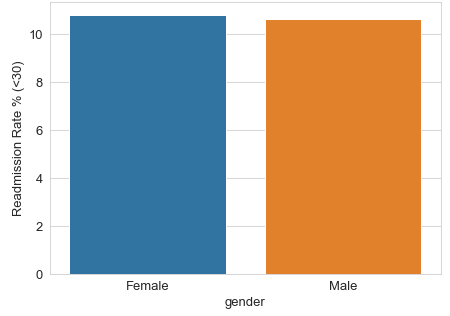 Readmission Rate % (<30)
10
8
6
4
2
0
Female
Male
gender